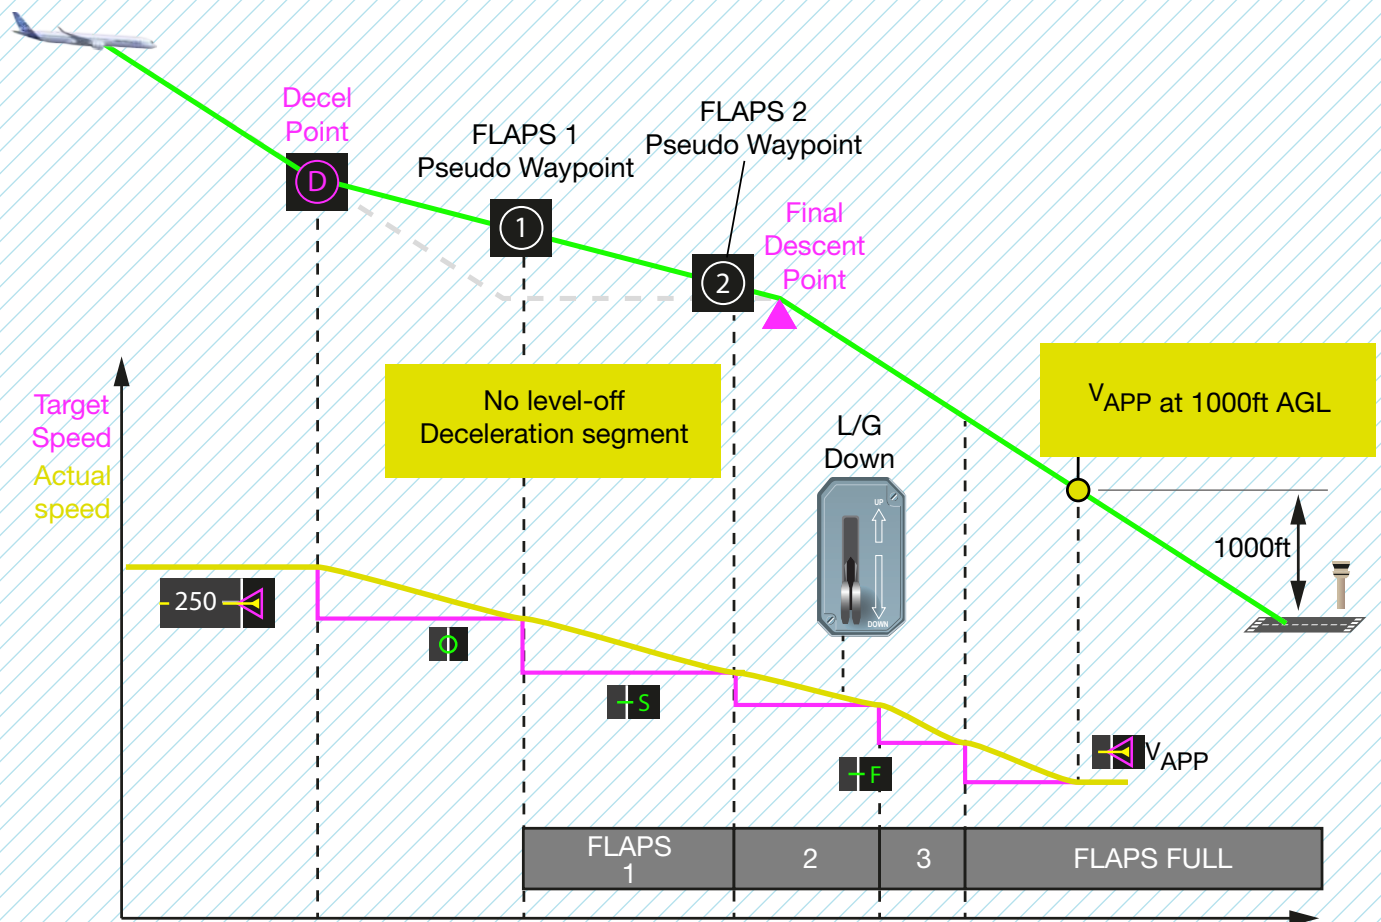 Decel
Point
D
FLAPS 1
Pseudo Waypoint
1
FLAPS 2
Pseudo Waypoint
2
Final
Descent
Point
Target
Speed
Actual
speed
No level-off
Deceleration segment
L/G
Down
UP
DOWN
VAPP at 1000ft AGL
1000ft
250
S
F
VAPP
FLAPS
1
2
3
FLAPS FULL